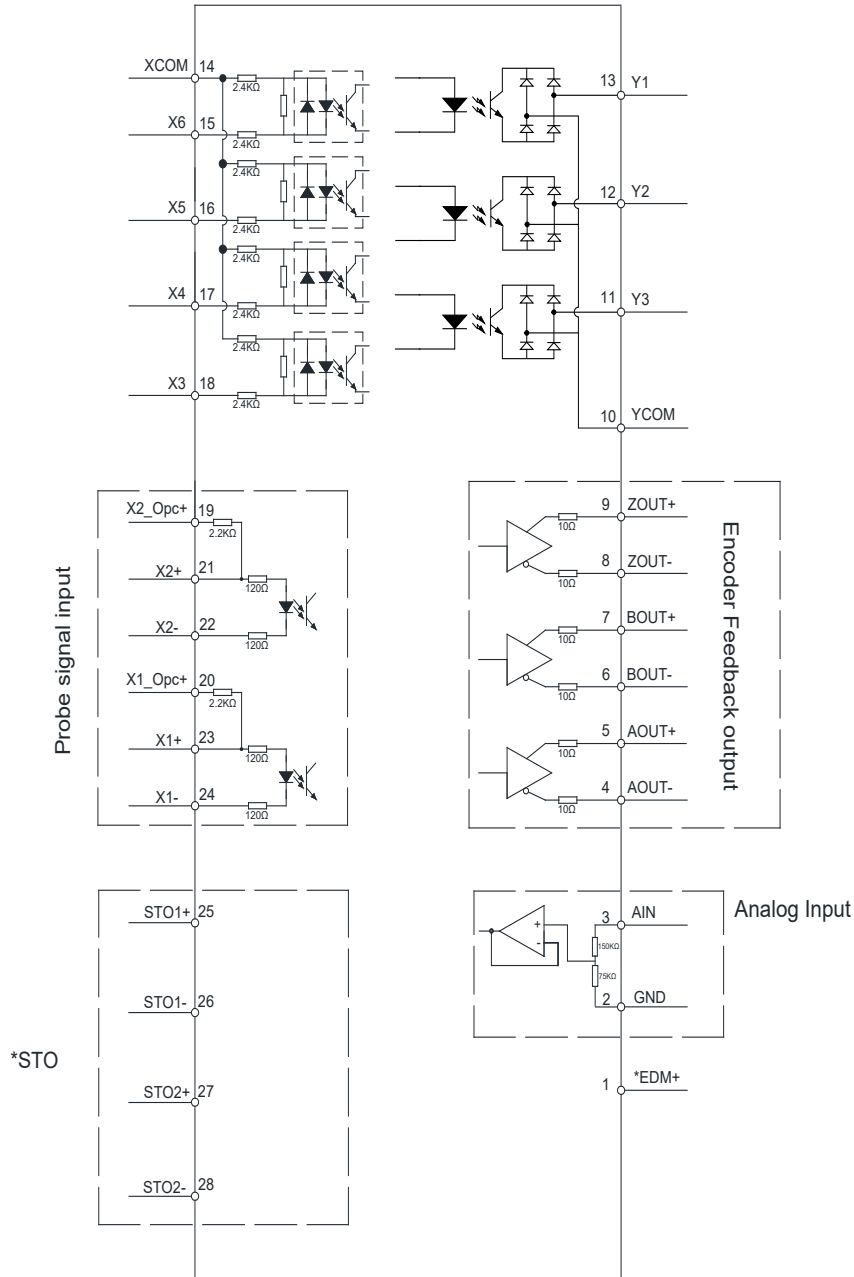 XCOM 14
2.4KΩ
X6 15
2.4KΩ
2.4KΩ
X5 16
2.4KΩ
2.4KΩ
X4 17
2.4KΩ
2.4KΩ
X3 18
2.4KΩ
13 Y1
12 Y2
11 Y3
10 YCOM
Probe signal input
X2_Opc+ 19
2.2KΩ
X2+ 21
120Ω
X2- 22
120Ω
X1_Opc+ 20
2.2KΩ
X1+ 23
120Ω
X1- 24
120Ω
9 ZOUT+
10Ω
8 ZOUT-
10Ω
7 BOUT+
10Ω
6 BOUT-
10Ω
5 AOUT+
10Ω
4 AOUT-
10Ω
Encoder Feedback output
*STO
STO1+ 25
STO1- 26
STO2+ 27
STO2- 28
Analog Input
3 AIN
+
-
150KΩ
75KΩ
2 GND
1 *EDM+